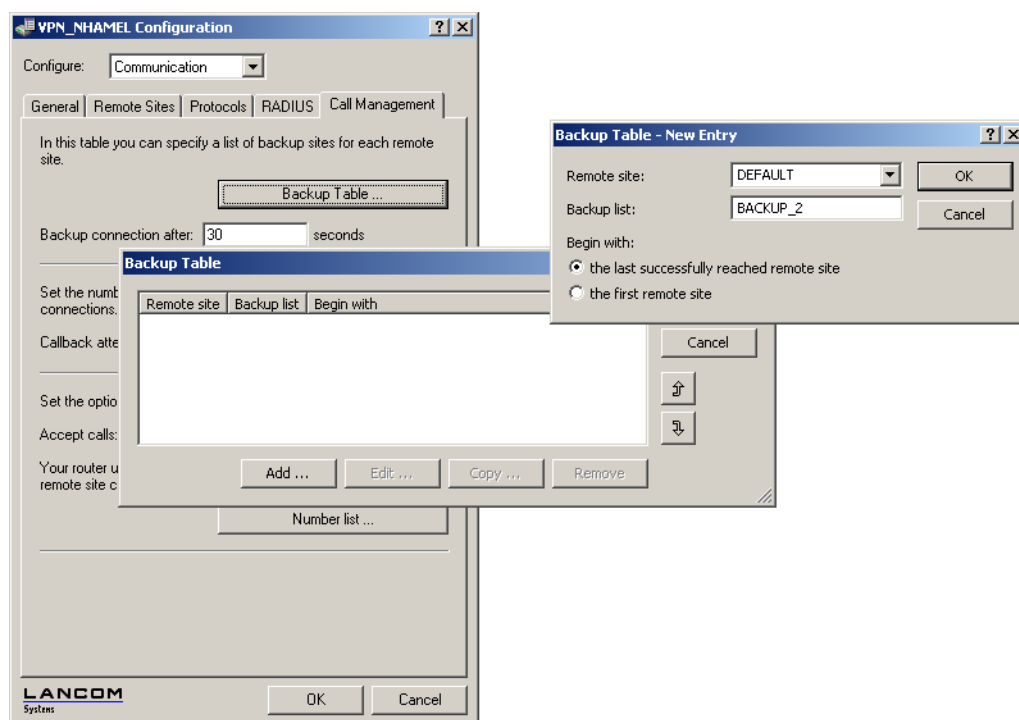 VPN_NHAMEL Configuration
Configure: Communication
General Remote Sites Protocols RADIUS Call Management
In this table you can specify a list of backup sites for each remote
site.
Backup Table ...
Backup connection after: 30 seconds
Set the numb
connections.
Callback atte
Set the optio
Accept calls:
Your router u
remote site c
Number list ...
LANCOM
Systems
OK Cancel
Backup Table
Remote site Backup list Begin with
Cancel
Add ... Edit ... Copy ... Remove
Backup Table - New Entry
Remote site: DEFAULT OK
Backup list: BACKUP_2 Cancel
Begin with:
the last successfully reached remote site
the first remote site